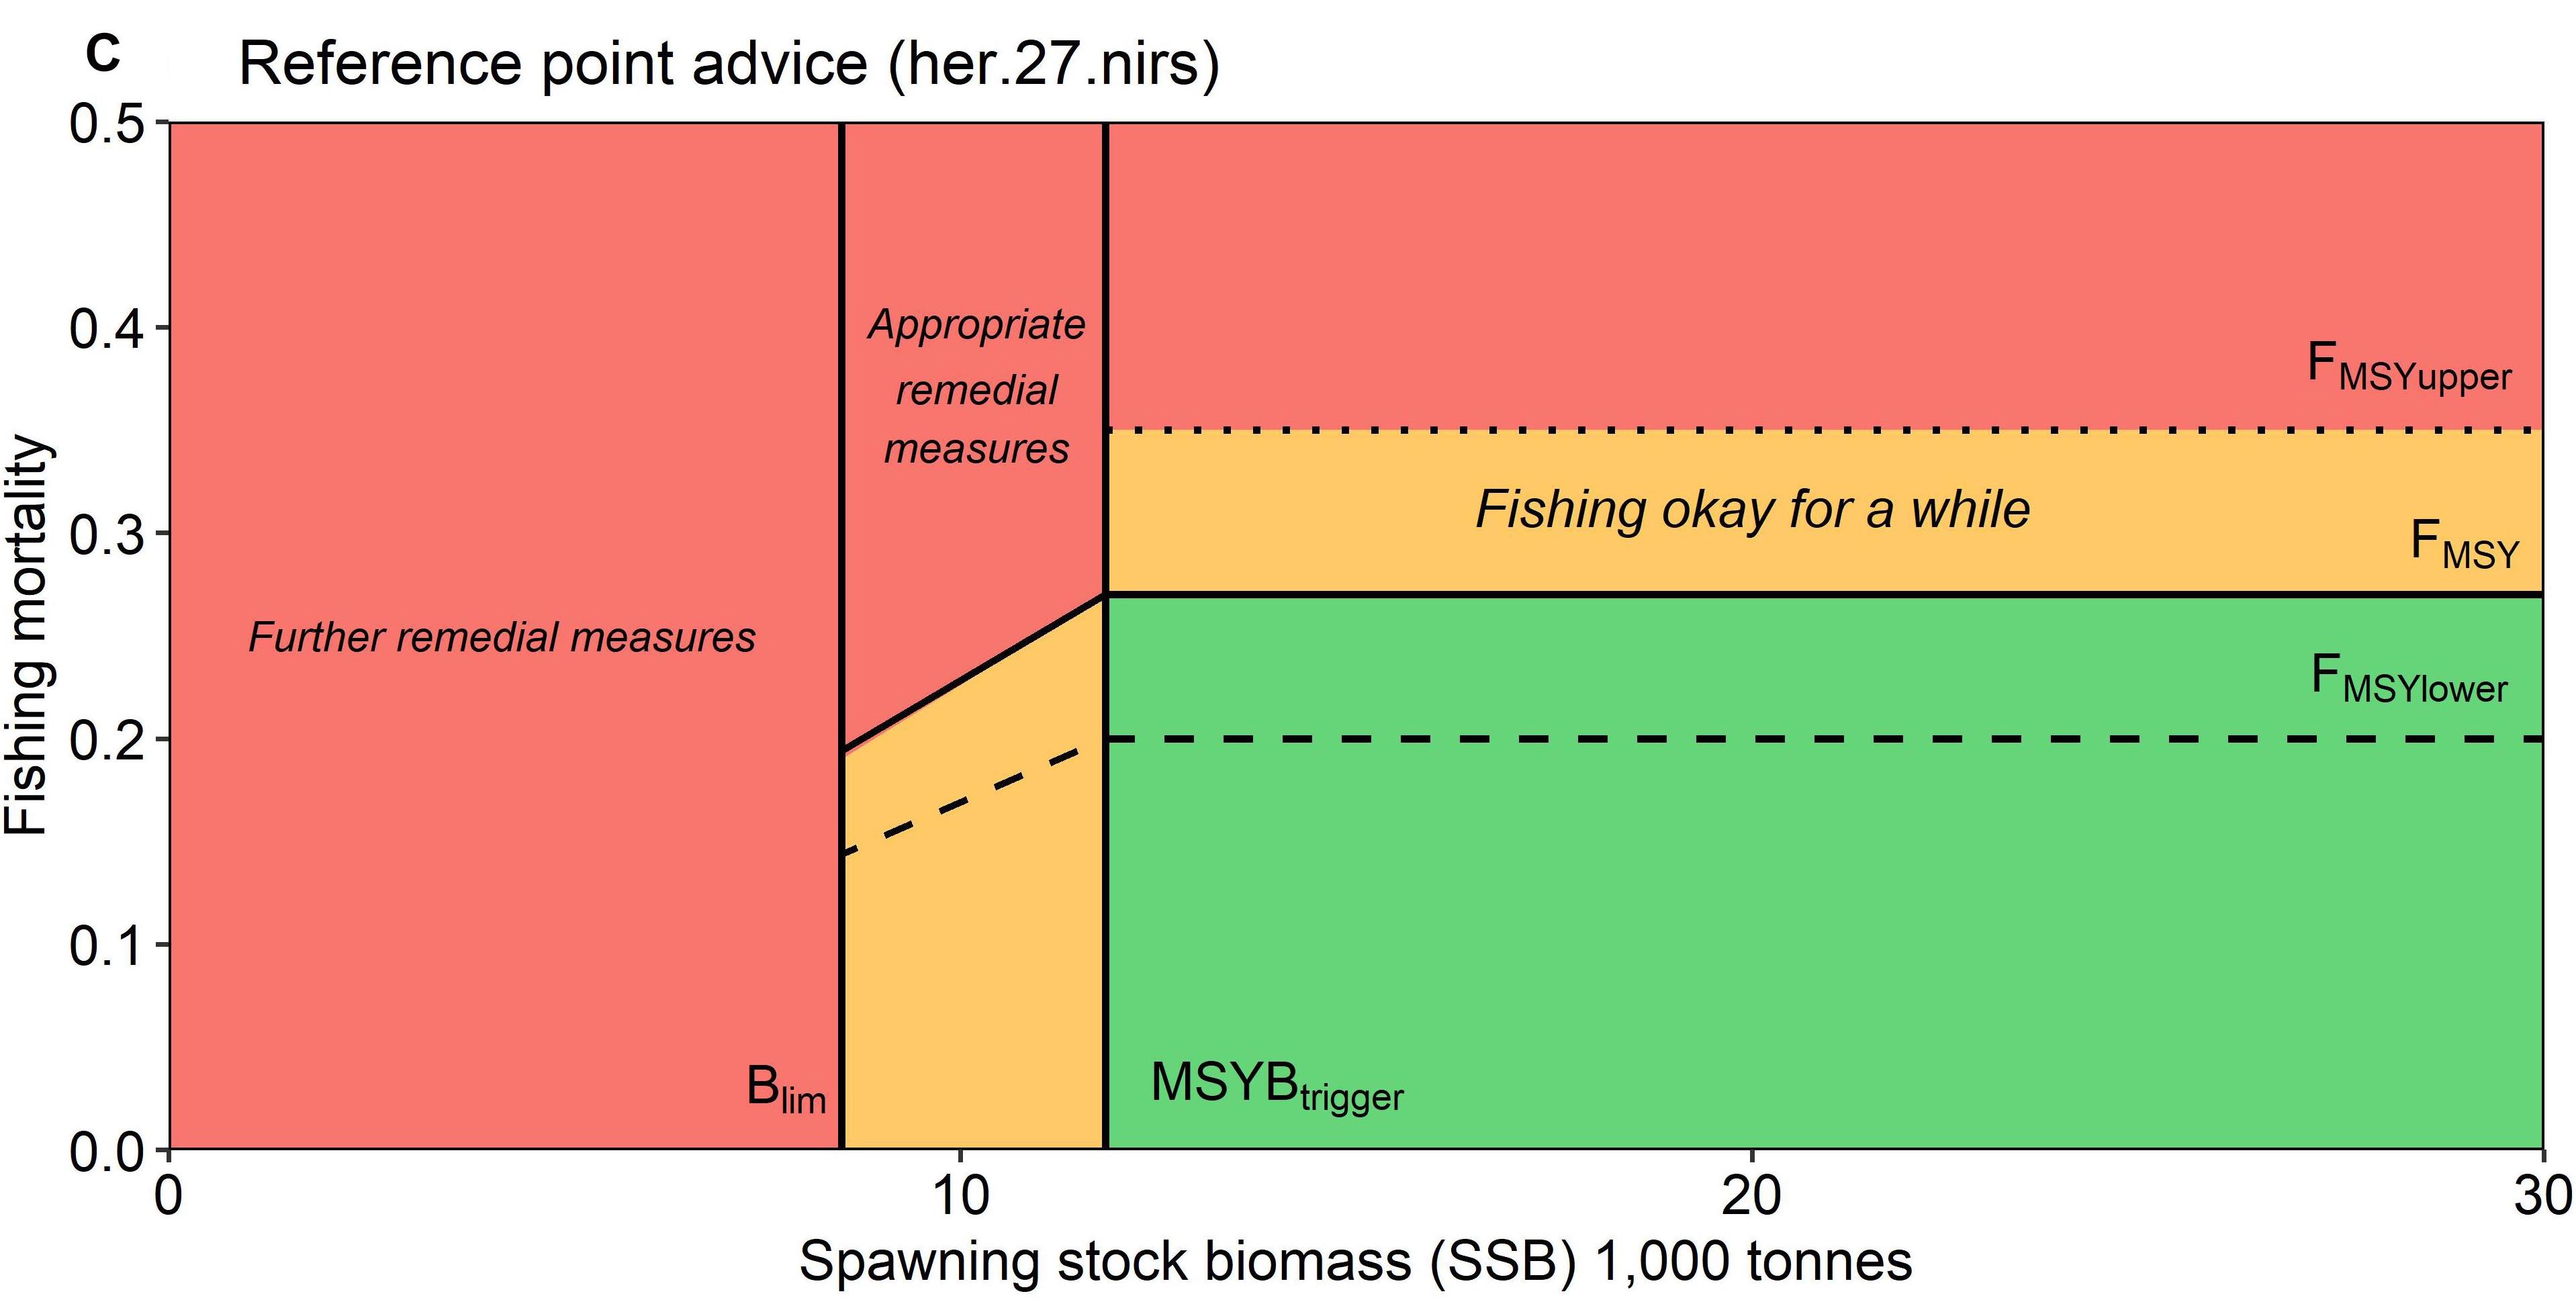 C
Reference point advice (her.27.nirs)
0.5
0.4
0.3
0.2
0.1
0.0
Fishing mortality
Appropriate
remedial
measures
Further remedial measures
FMSYupper
Fishing okay for a while
FMSY
FMSYlower
Blim
MSYBtrigger
0
10
20
30
Spawning stock biomass (SSB) 1,000 tonnes